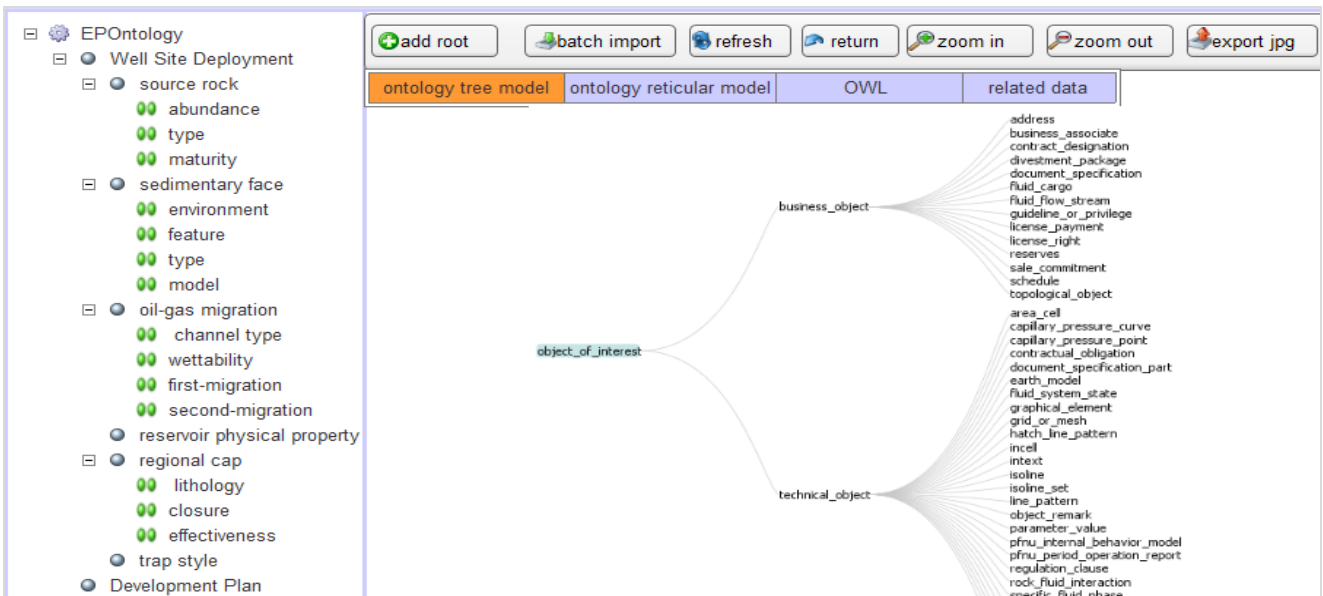 EPOntology
Well Site Deployment
source rock
abundance
type
maturity
sedimentary face
environment
feature
type
model
oil-gas migration
channel type
wettability
first-migration
second-migration
reservoir physical property
regional cap
lithology
closure
effectiveness
trap style
Development Plan
add root batch import refresh return zoom in zoom out export jpg
ontology tree model ontology reticular model OWL related data
object_of_interest
business_object
address
business_associate
contract_designation
divestment_package
document_specification
fluid_cargo
fluid_flow_stream
guideline_or_privilege
license_payment
license_right
reserves
sale_commitment
schedule
topological_object
technical_object
area_cell
capillary_pressure_curve
capillary_pressure_point
contractual_obligation
document_specification_part
earth_model
fluid_system_state
graphical_element
grid_or_mesh
hatch_line_pattern
incell
intext
isoline
isoline_set
line_pattern
object_remark
parameter_value
pfnu_internal_behavior_model
pfnu_period_operation_report
regulation_clause
rock_fluid_interaction
specific_fluid_phase